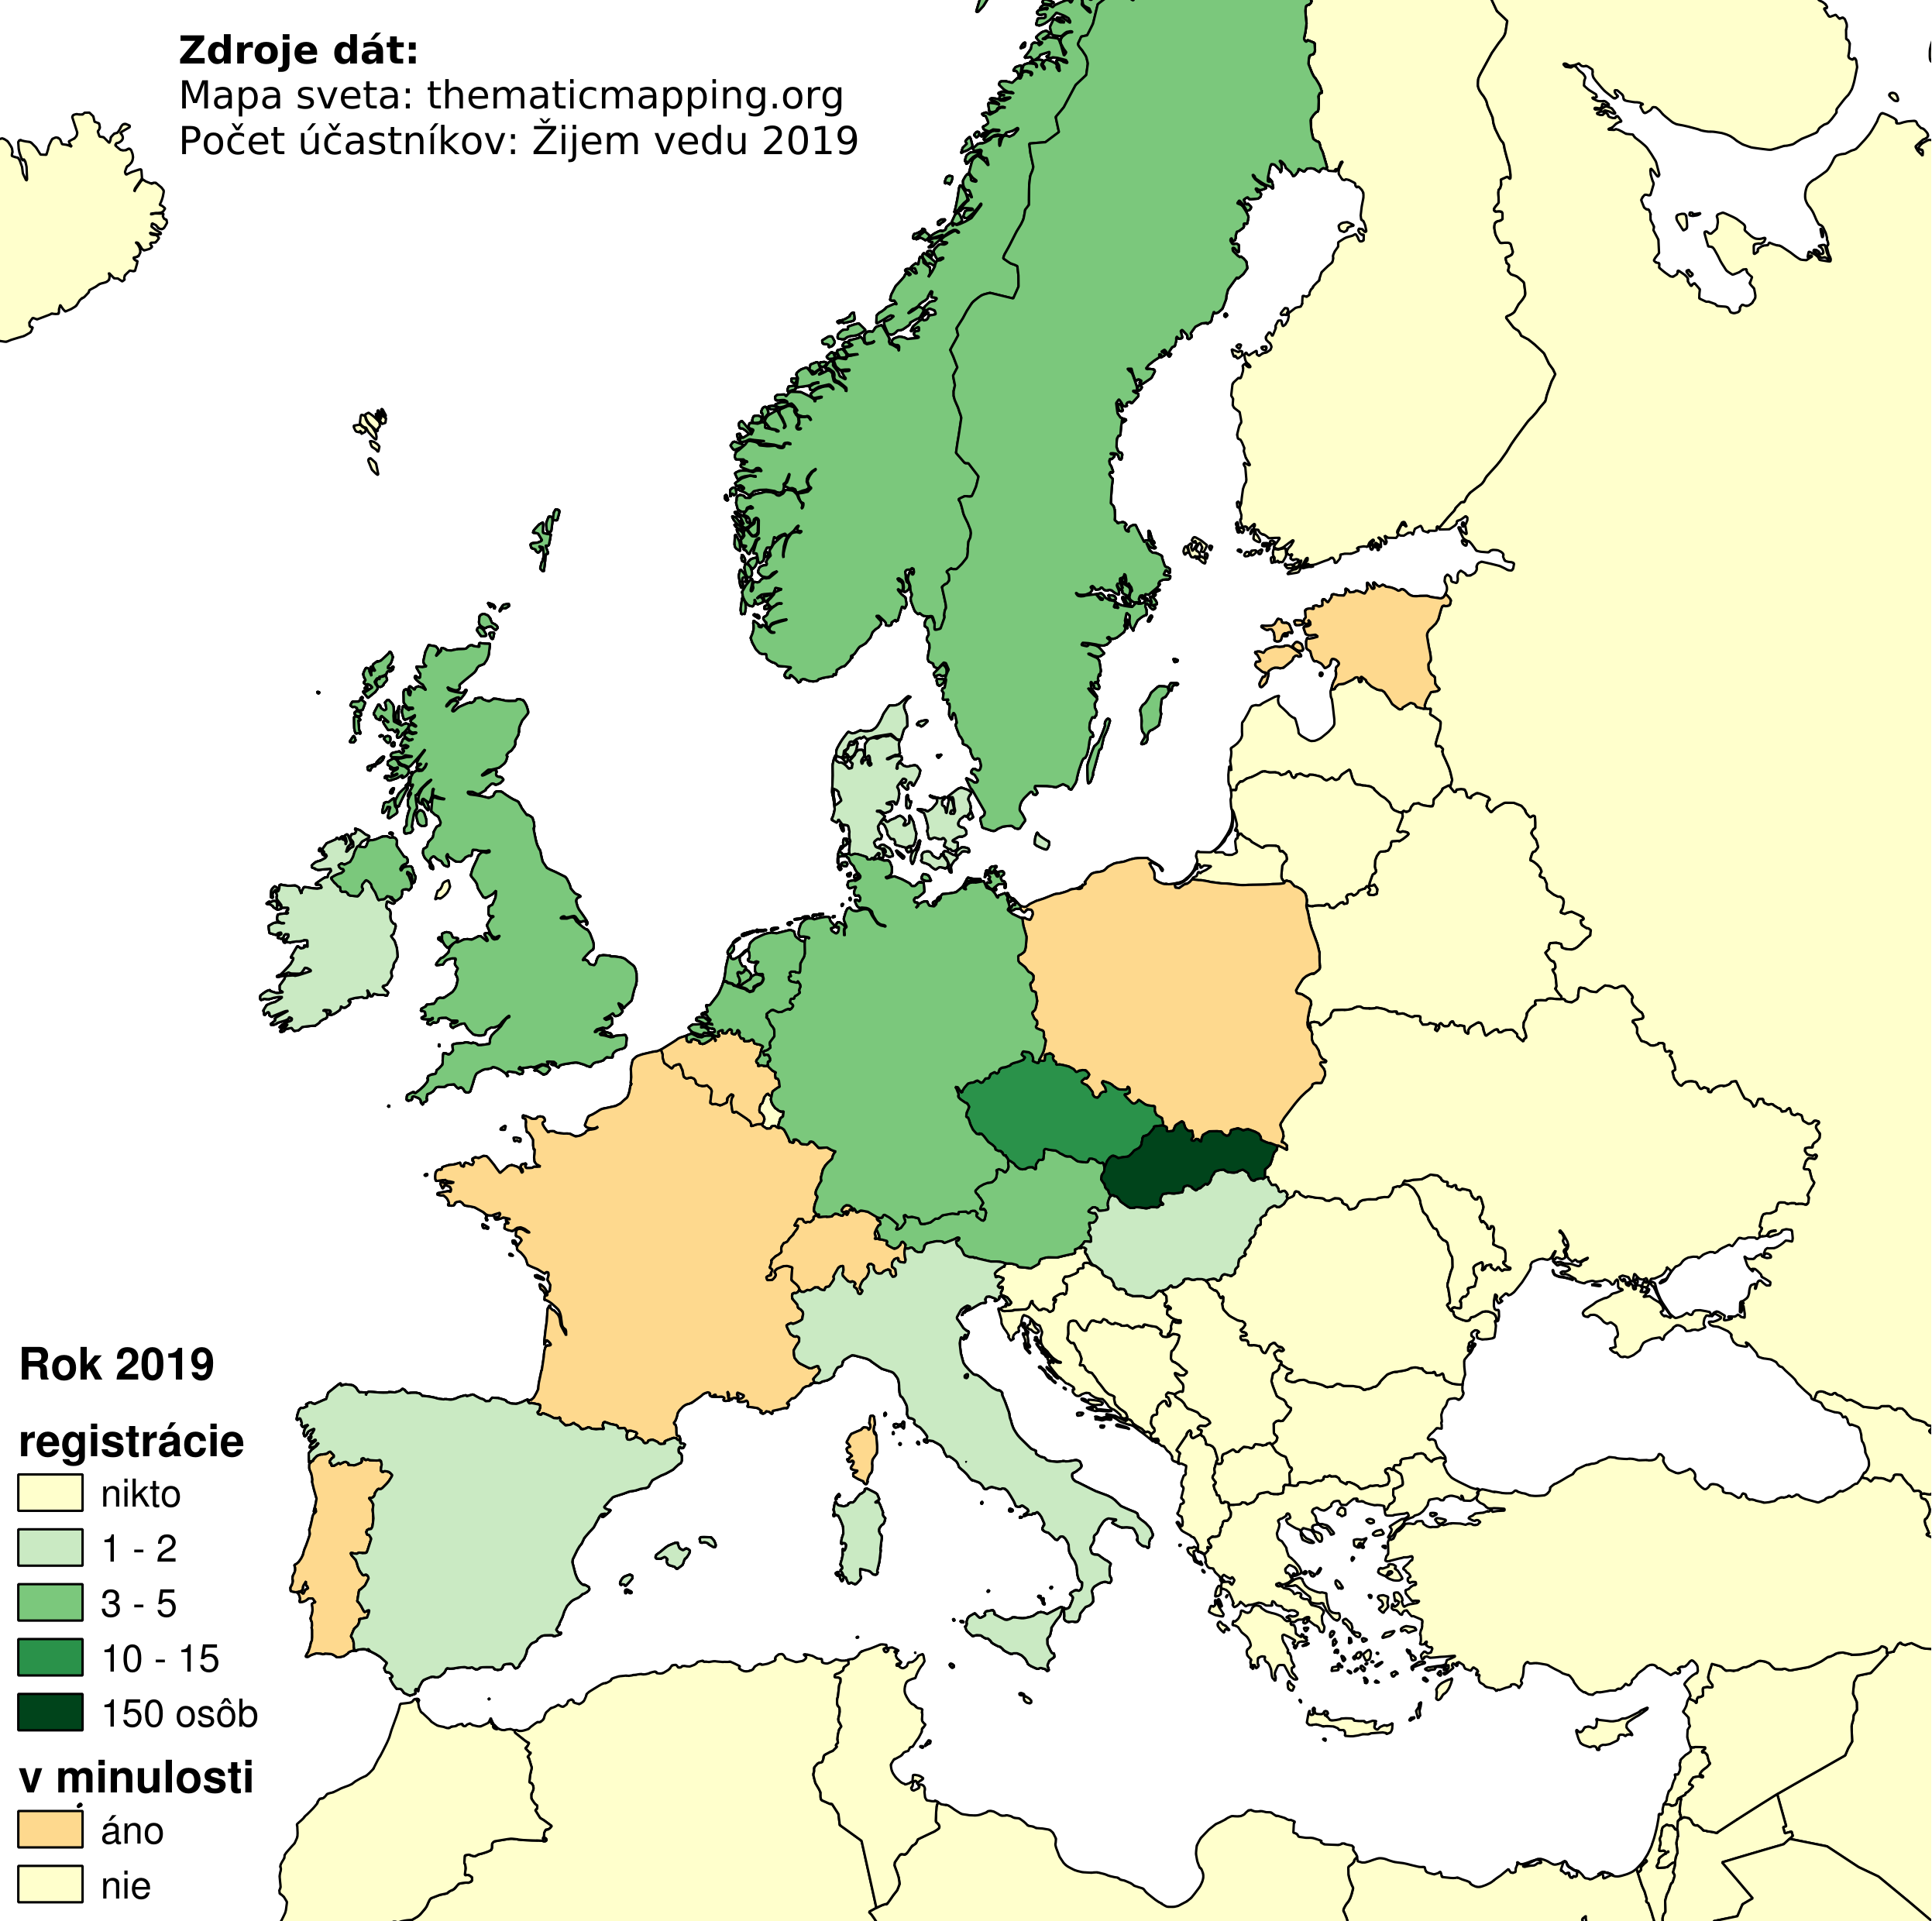 Zdroje dát:
Mapa sveta: thematicmapping.org
Počet účastníkov: Žijem vedu 2019
Rok 2019
registrácie
nikto
1 - 2
3 - 5
10 - 15
150 osôb
v minulosti
áno
nie